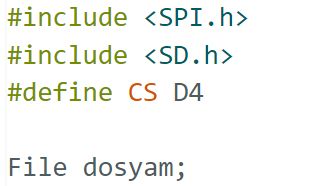 #include <SPI.h>
#include <SD.h>
#define CS D4
File dosyam;